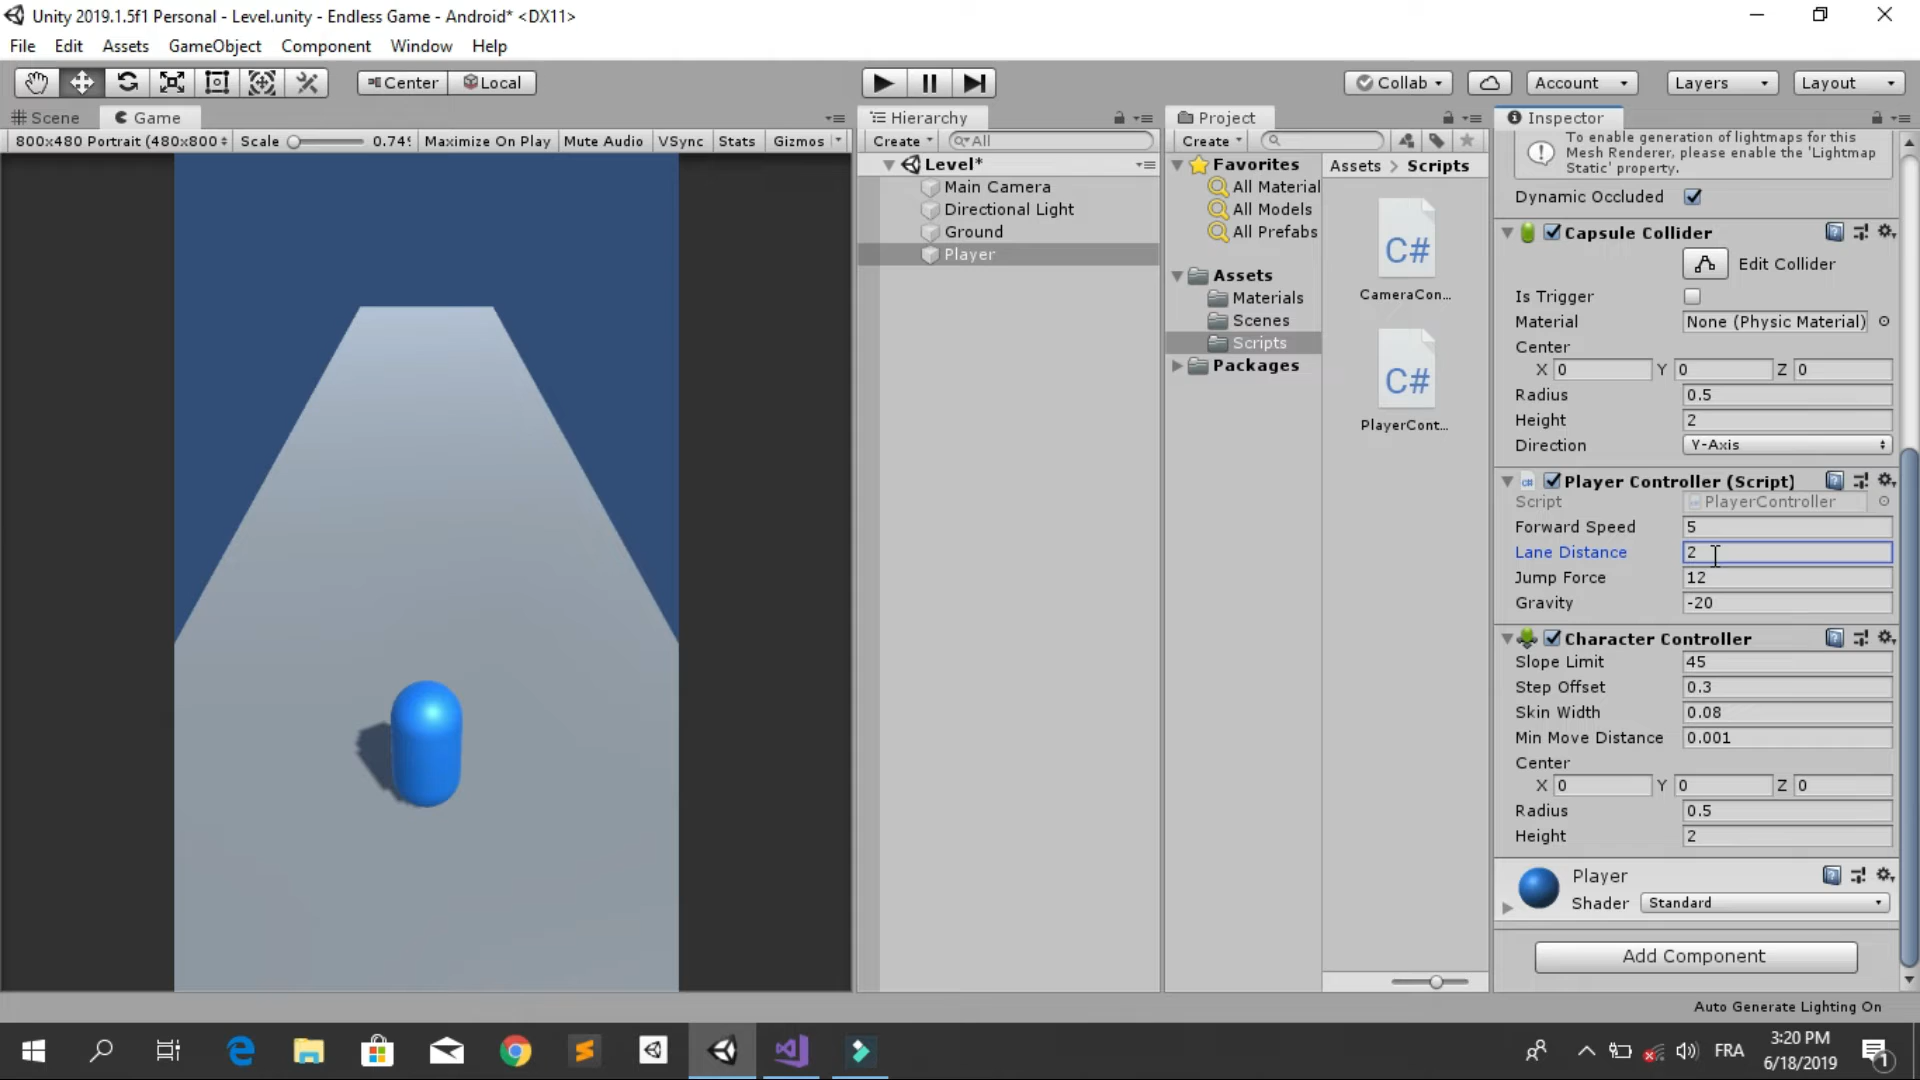 Unity 2019.1.5f1 Personal - Level.unity - Endless Game - Android* <DX11>
File Edit Assets GameObject Component Window Help
Center Local Collab Account Layers Layout
Scene Game
800x480 Portrait (480x800 Scale 0.74 Maximize On Play Mute Audio VSync Stats Gizmos
Hierarchy
Create All
Level*
Main Camera
Directional Light
Ground
Player
Project
Create
Favorites
All Material
All Models
All Prefabs
Assets
Materials
Scenes
Scripts
Packages
Assets > Scripts
C#
CameraCon...
C#
PlayerCont...
Inspector
To enable generation of lightmaps for this
Mesh Renderer, please enable the 'Lightmap
Static' property.
Dynamic Occluded
Capsule Collider
Edit Collider
Is Trigger
Material None (Physic Material)
Center
X 0 Y 0 Z 0
Radius 0.5
Height 2
Direction Y-Axis
Player Controller (Script)
Script PlayerController
Forward Speed 5
Lane Distance 2
Jump Force 12
Gravity -20
Character Controller
Slope Limit 45
Step Offset 0.3
Skin Width 0.08
Min Move Distance 0.001
Center
X 0 Y 0 Z 0
Radius 0.5
Height 2
Player
Shader Standard
Add Component
Auto Generate Lighting On
FRA
3:20 PM
6/18/2019
1